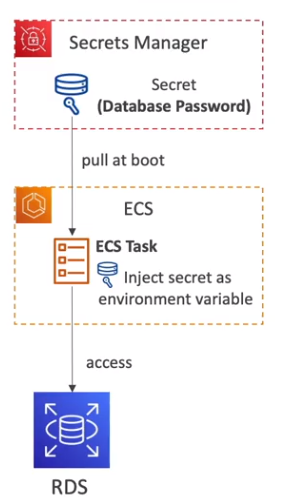 Secrets Manager
Secret
(Database Password)
pull at boot
ECS
ECS Task
Inject secret as
environment variable
access
RDS